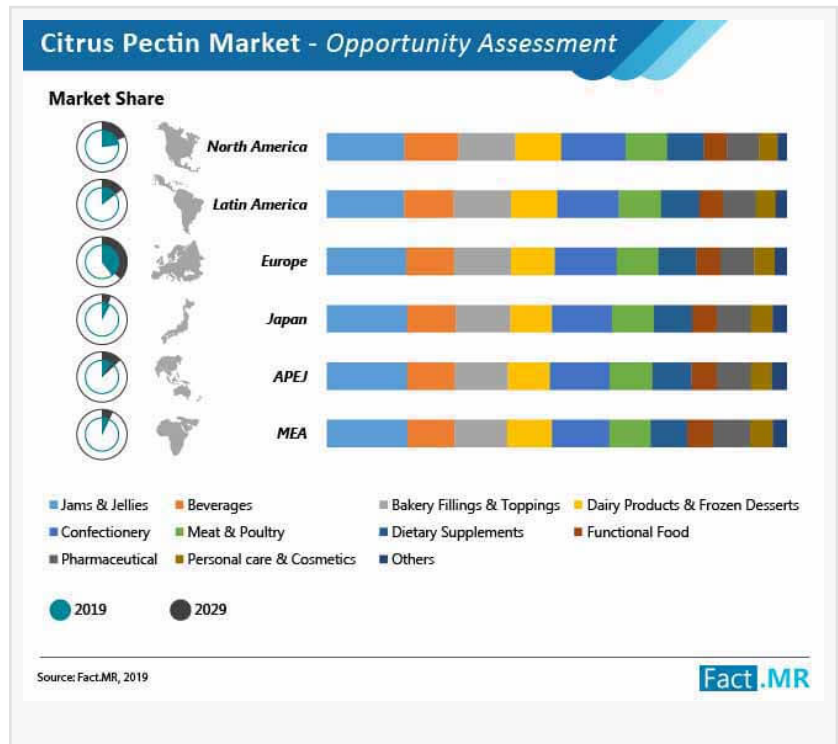 Citrus Pectin Market - Opportunity Assessment
Market Share
North America
Latin America
Europe
Japan
APEJ
MEA
Jams & Jellies Beverages Bakery Fillings & Toppings Dairy Products & Frozen Desserts
Confectionery Meat & Poultry Dietary Supplements Functional Food
Pharmaceutical Personal care & Cosmetics Others
2019 2029
Source: Fact.MR, 2019
Fact.MR